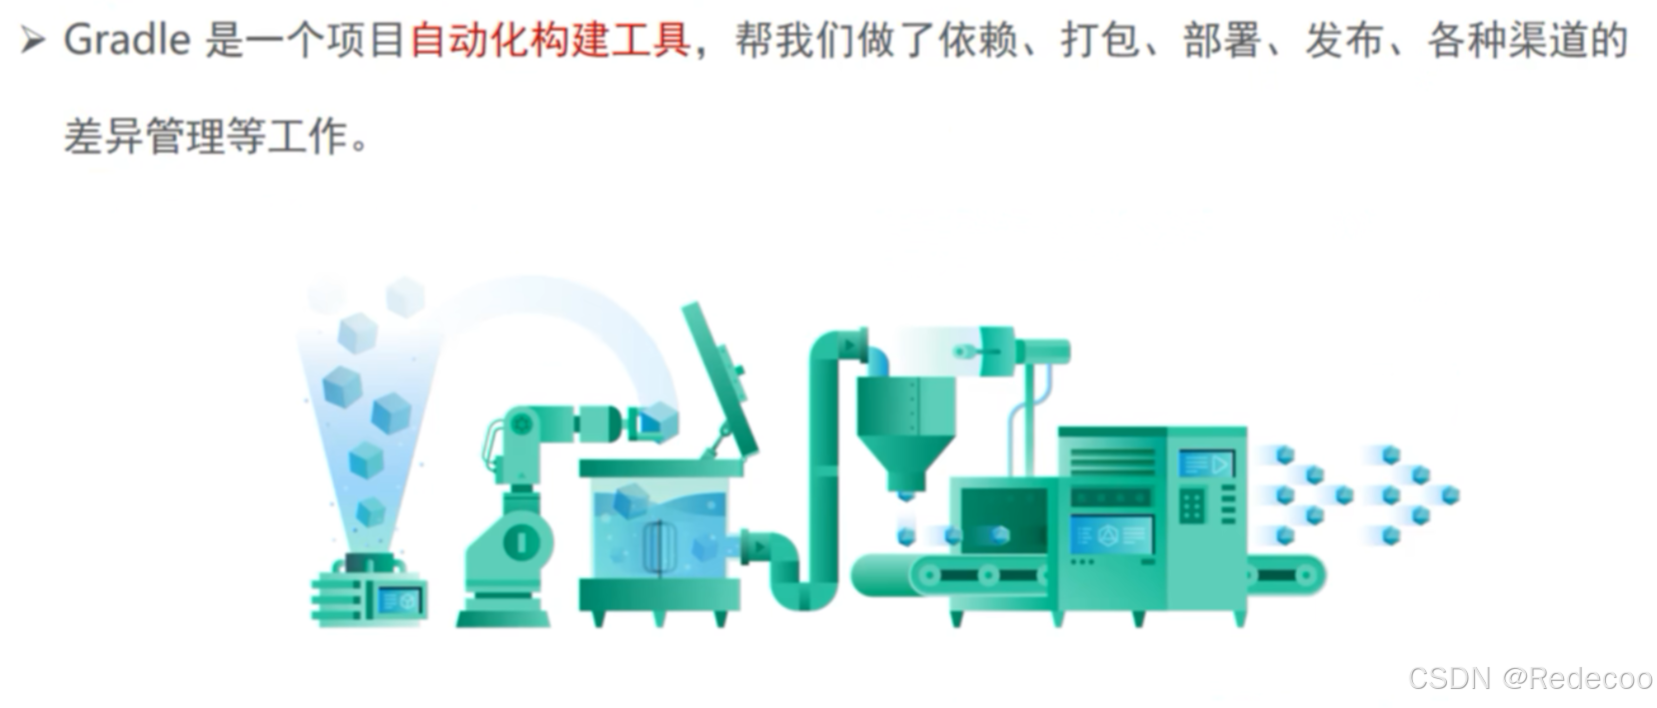 ➢ Gradle 是一个项目自动化构建工具，帮我们做了依赖、打包、部署、发布、各种渠道的
差异管理等工作。
CSDN @Redecoo